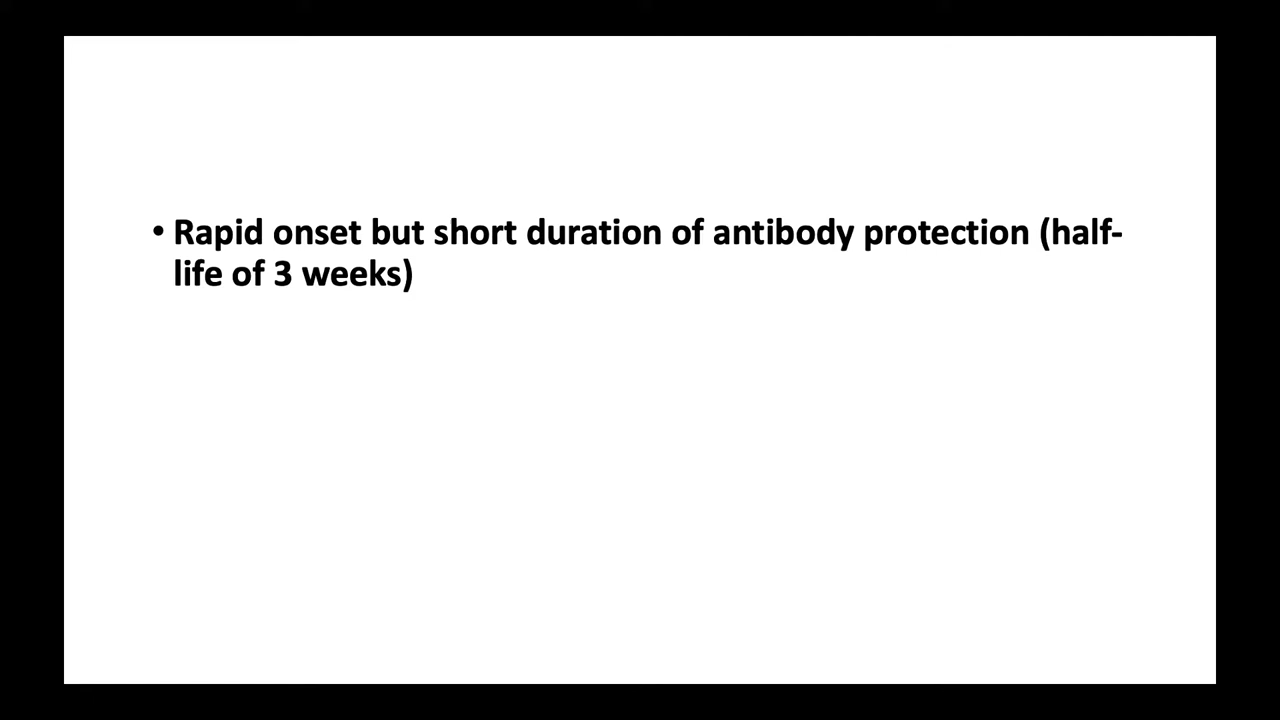 • Rapid onset but short duration of antibody protection (half-
life of 3 weeks)